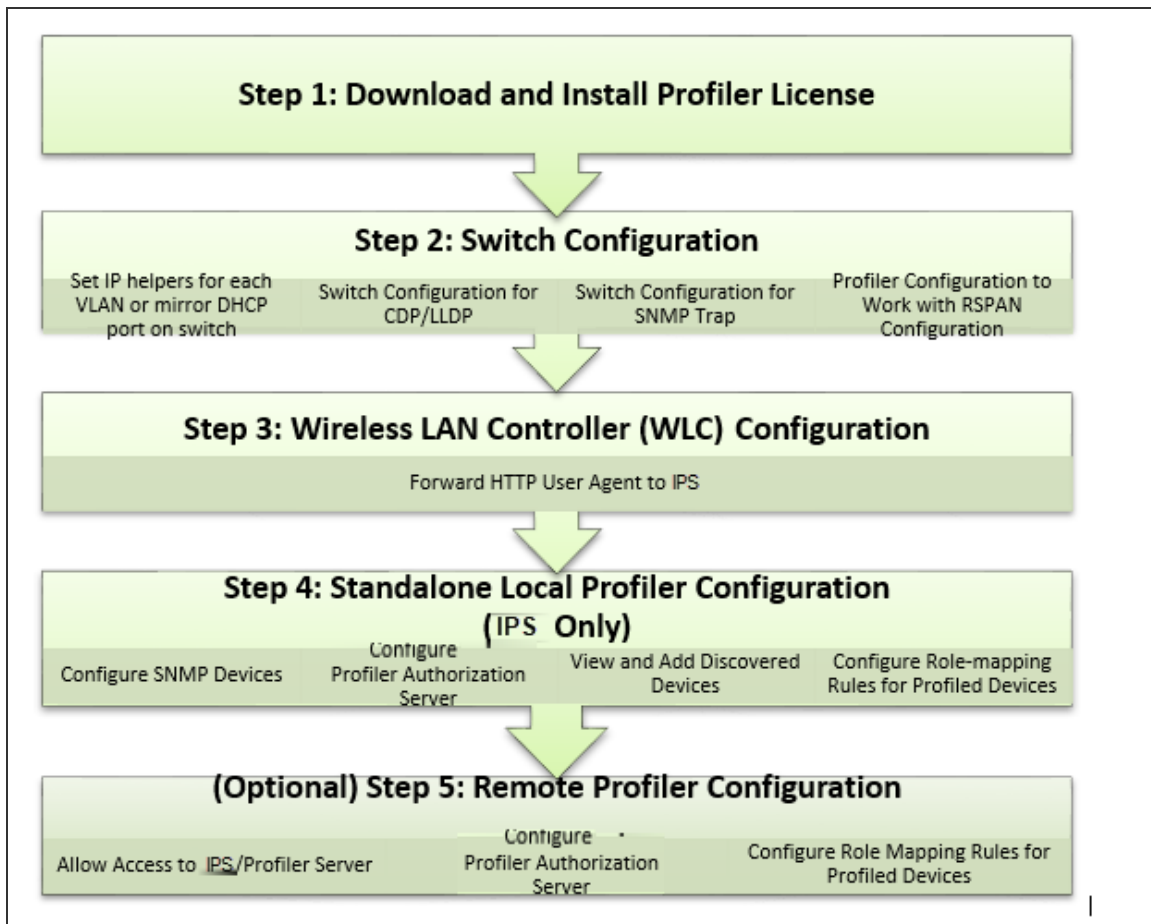 Step 1: Download and Install Profiler License
Step 2: Switch Configuration
Set IP helpers for each
VLAN or mirror DHCP
port on switch
Switch Configuration for
CDP/LLDP
Switch Configuration for
SNMP Trap
Profiler Configuration to
Work with RSPAN
Configuration
Step 3: Wireless LAN Controller (WLC) Configuration
Forward HTTP User Agent to IPS
Step 4: Standalone Local Profiler Configuration
(IPS Only)
Configure SNMP Devices
Configure
Profiler Authorization
Server
View and Add Discovered
Devices
Configure Role-mapping
Rules for Profiled Devices
(Optional) Step 5: Remote Profiler Configuration
Allow Access to IPS/Profiler Server
Configure
Profiler Authorization
Server
Configure Role Mapping Rules for
Profiled Devices